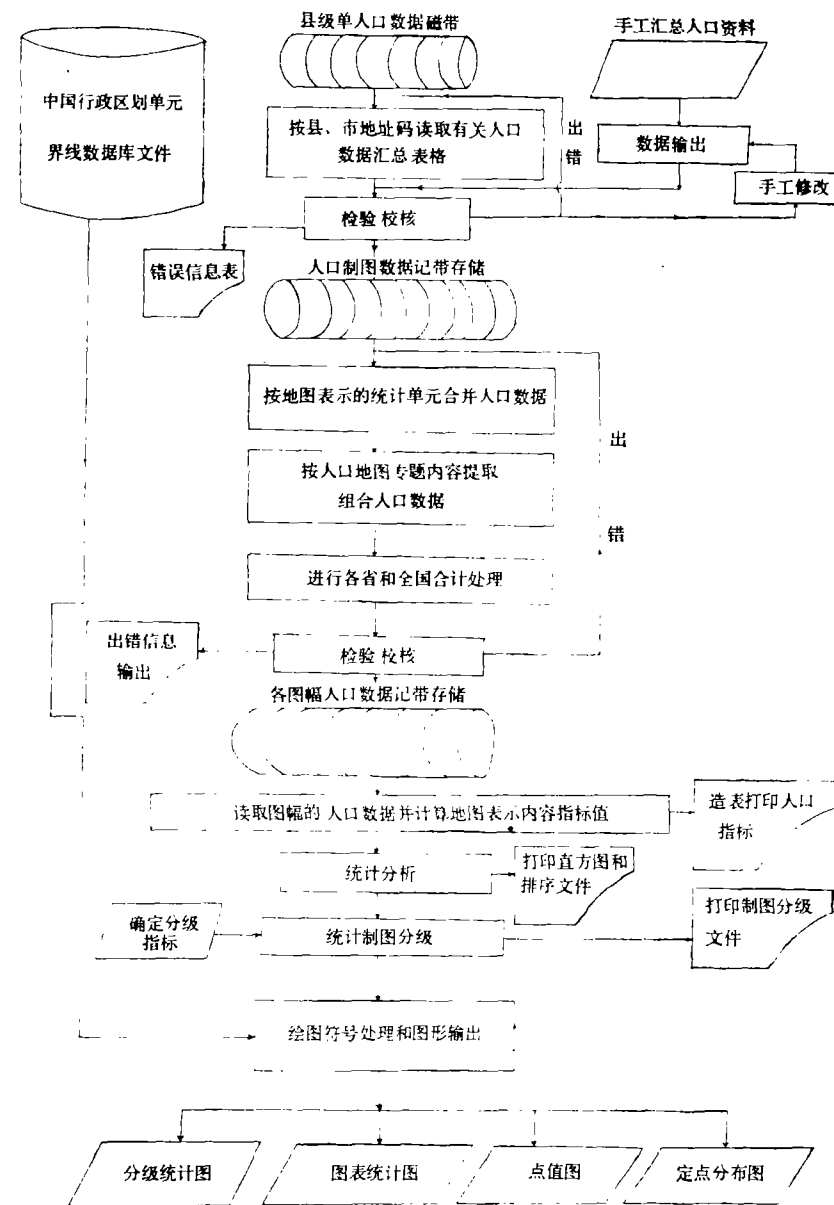 县级单人口数据磁带
手工汇总人口资料
中国行政区划单元
界线数据库文件
按县、市地址码读取有关人口
数据汇总表格
出
错
数据输出
手工修改
检验 校核
错误信息表
人口制图数据记带存储
按地图表示的统计单元合并人口数据
出
按人口地图专题内容提取
组合人口数据
错
进行各省和全国合计处理
出错信息
输出
检验 校核
各图幅人口数据记带存储
读取图幅的人口数据并计算地图表示内容指标值
造表打印人口
指标
统计分析
打印直方图和
排序文件
确定分级
指标
统计制图分级
打印制图分级
文件
绘图符号处理和图形输出
分级统计图
图表统计图
点值图
定点分布图